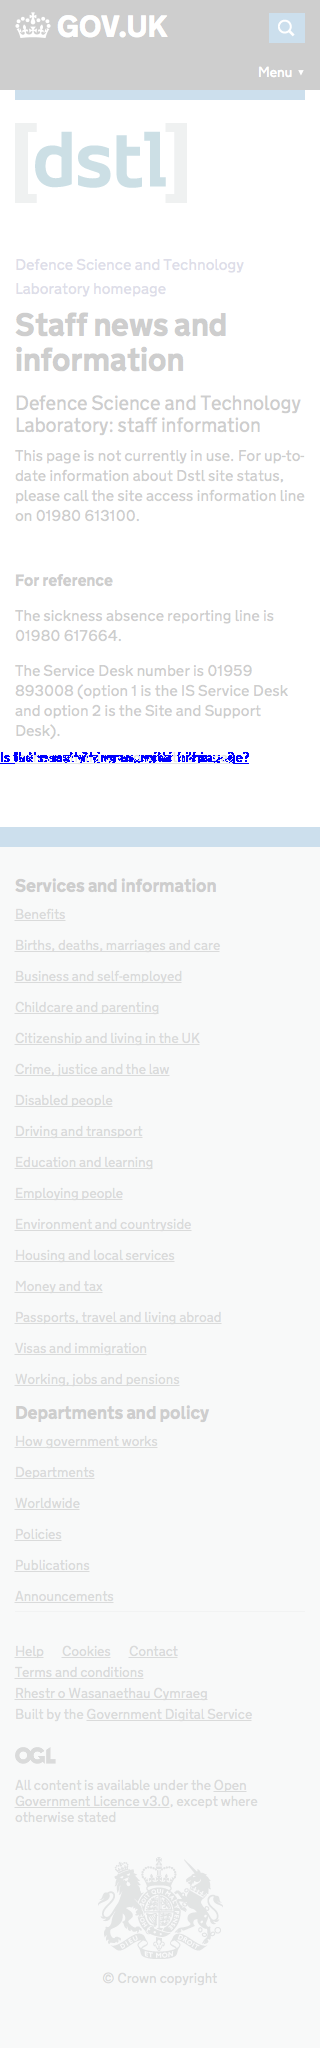 GOV.UK
Menu ▼
[dstl]
Defence Science and Technology
Laboratory homepage
Staff news and
information
Defence Science and Technology
Laboratory: staff information
This page is not currently in use. For up-to-
date information about Dstl site status,
please call the site access information line
on 01980 613100.
For reference
The sickness absence reporting line is
01980 617664.
The Service Desk number is 01959
893008 (option 1 is the IS Service Desk
and option 2 is the Site and Support
Desk).
Services and information
Benefits
Births, deaths, marriages and care
Business and self-employed
Childcare and parenting
Citizenship and living in the UK
Crime, justice and the law
Disabled people
Driving and transport
Education and learning
Employing people
Environment and countryside
Housing and local services
Money and tax
Passports, travel and living abroad
Visas and immigration
Working, jobs and pensions
Departments and policy
How government works
Departments
Worldwide
Policies
Publications
Announcements
Help Cookies Contact
Terms and conditions
Rhestr o Wasanaethau Cymraeg
Built by the Government Digital Service
OGL
All content is available under the Open
Government Licence v3.0, except where
otherwise stated
© Crown copyright